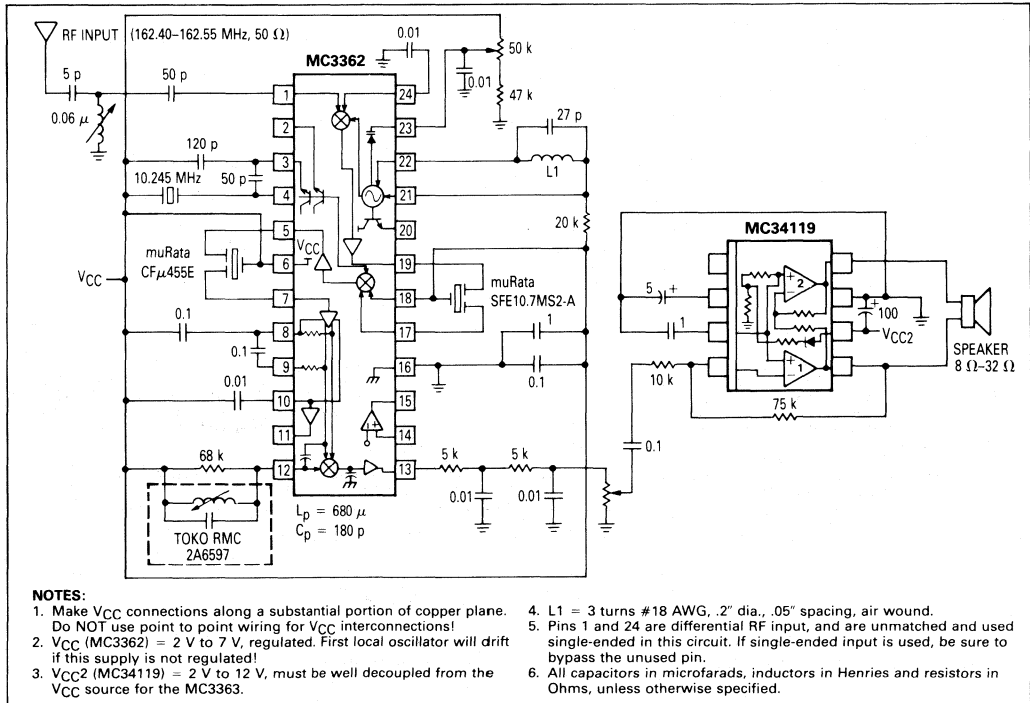 RF INPUT (162.40–162.55 MHz, 50 Ω)
5 p
50 p
0.06 μ
MC3362
0.01
50 k
0.01
47 k
27 p
L1
120 p
10.245 MHz
50 p
20 k
muRata
CFμ455E
VCC
VCC
muRata
SFE10.7MS2-A
0.1
0.1
0.01
1
0.1
68 k
TOKO RMC
2A6597
Lp = 680 μ
Cp = 180 p
5 k
5 k
0.01
0.01
1
2
3
4
5
6
7
8
9
10
11
12
24
23
22
21
20
19
18
17
16
15
14
13
MC34119
5
1
2
1
100
VCC2
10 k
75 k
0.1
SPEAKER
8 Ω–32 Ω
NOTES:
1. Make VCC connections along a substantial portion of copper plane.
Do NOT use point to point wiring for VCC interconnections!
2. VCC (MC3362) = 2 V to 7 V, regulated. First local oscillator will drift
if this supply is not regulated!
3. VCC2 (MC34119) = 2 V to 12 V, must be well decoupled from the
VCC source for the MC3363.
4. L1 = 3 turns #18 AWG, .2" dia., .05" spacing, air wound.
5. Pins 1 and 24 are differential RF input, and are unmatched and used
single-ended in this circuit. If single-ended input is used, be sure to
bypass the unused pin.
6. All capacitors in microfarads, inductors in Henries and resistors in
Ohms, unless otherwise specified.